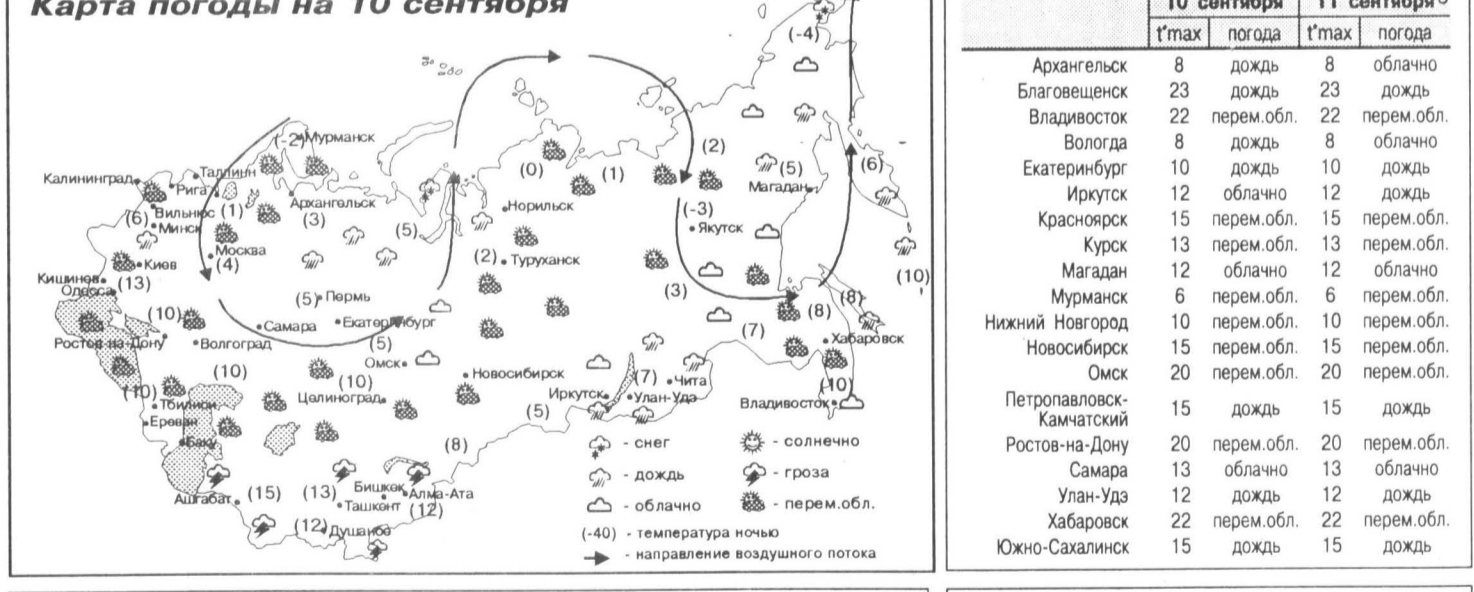 Карта погоды на 10 сентября
(-4)
(-2)
Мурманск
(2)
Таллинн
(0)
(1)
(5)
(6)
Калининград
Рига
Магадан
Архангельск
Норильск
(-3)
Вильнюс
(1)
(3)
(6)
Минск
(5)
Якутск
Москва
(4)
(2)
Туруханск
(10)
Киев
Кишинев
(13)
Одесса
(3)
(8)
(5)
Пермь
(10)
(8)
Самара
Екатеринбург
(7)
Ростов-на-Дону
Волгоград
(5)
Хабаровск
Омск
(10)
(10)
Новосибирск
(7)
Чита
(10)
(10)
Целиноград
Иркутск
Улан-Удэ
Владивосток
Тбилиси
(5)
Ереван
Баку
(8)
- снег
- солнечно
- дождь
- гроза
Бишкек
Ашгабат
(15)
(13)
Алма-Ата
Ташкент
(12)
- облачно
- перем.обл.
(12)
Душанбе
(-40) - температура ночью
- направление воздушного потока
10 сентября 11 сентября
t°max погода t°max погода
Архангельск 8 дождь 8 облачно
Благовещенск 23 дождь 23 дождь
Владивосток 22 перем.обл. 22 перем.обл.
Вологда 8 дождь 8 облачно
Екатеринбург 10 дождь 10 дождь
Иркутск 12 облачно 12 дождь
Красноярск 15 перем.обл. 15 перем.обл.
Курск 13 перем.обл. 13 перем.обл.
Магадан 12 облачно 12 облачно
Мурманск 6 перем.обл. 6 перем.обл.
Нижний Новгород 10 перем.обл. 10 перем.обл.
Новосибирск 15 перем.обл. 15 перем.обл.
Омск 20 перем.обл. 20 перем.обл.
Петропавловск-
Камчатский 15 дождь 15 дождь
Ростов-на-Дону 20 перем.обл. 20 перем.обл.
Самара 13 облачно 13 облачно
Улан-Удэ 12 дождь 12 дождь
Хабаровск 22 перем.обл. 22 перем.обл.
Южно-Сахалинск 15 дождь 15 дождь